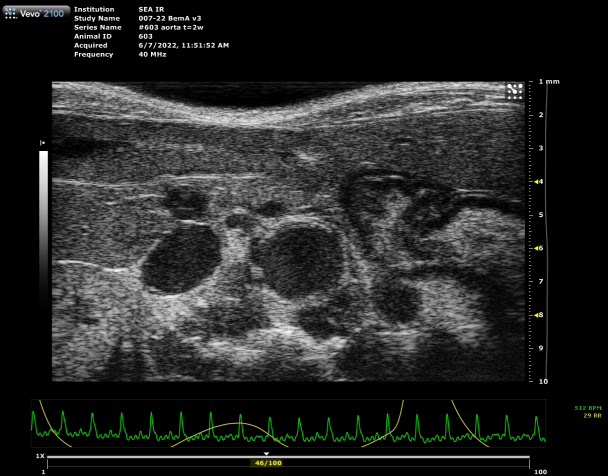 Vevo 2100
Institution SEA IR
Study Name 007-22 BemA v3
Series Name #603 aorta t=2w
Animal ID 603
Acquired 6/7/2022, 11:51:52 AM
Frequency 40 MHz
1 mm
2
3
4
5
6
7
8
9
10
512 BPM
29 RR
1X
46/100
1 100